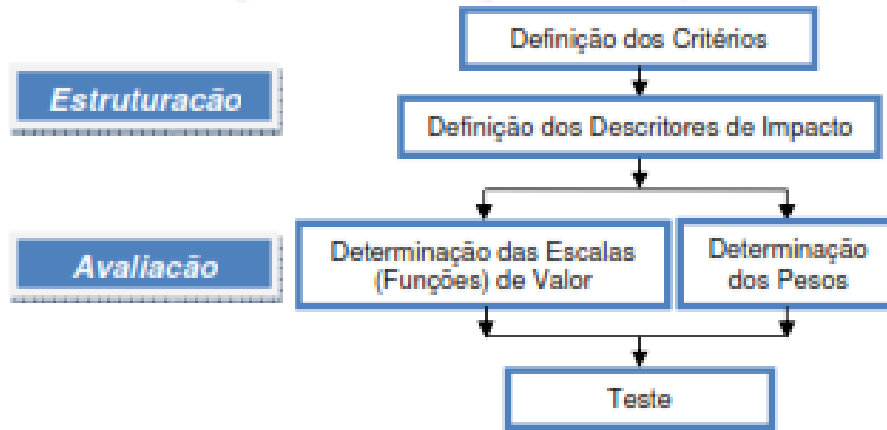 Definição dos Critérios
Estruturacão
Definição dos Descritores de Impacto
Determinação das Escalas
(Funções) de Valor
Determinação
dos Pesos
Avaliacão
Teste